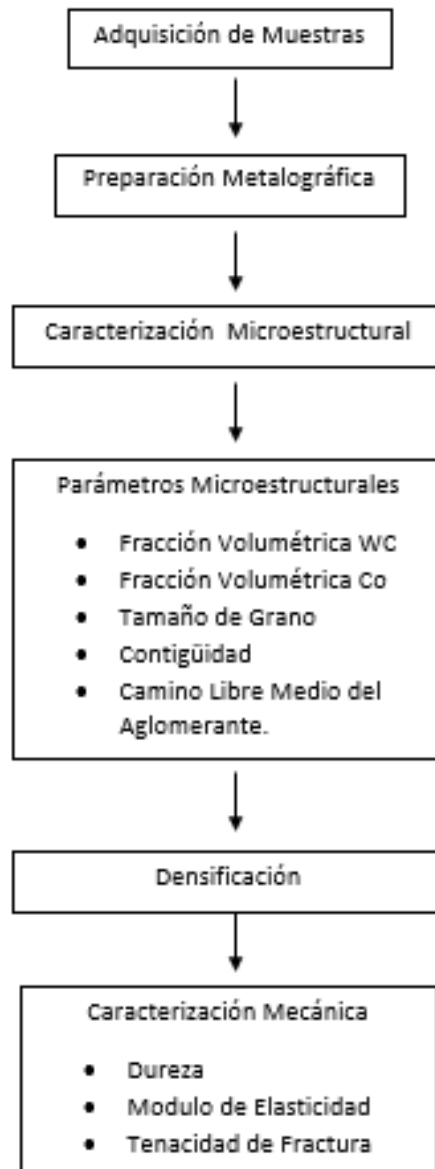 Adquisición de Muestras
Preparación Metalográfica
Caracterización Microestructural
Parámetros Microestructurales
• Fracción Volumétrica WC
• Fracción Volumétrica Co
• Tamaño de Grano
• Contigüidad
• Camino Libre Medio del
Aglomerante.
Densificación
Caracterización Mecánica
• Dureza
• Modulo de Elasticidad
• Tenacidad de Fractura